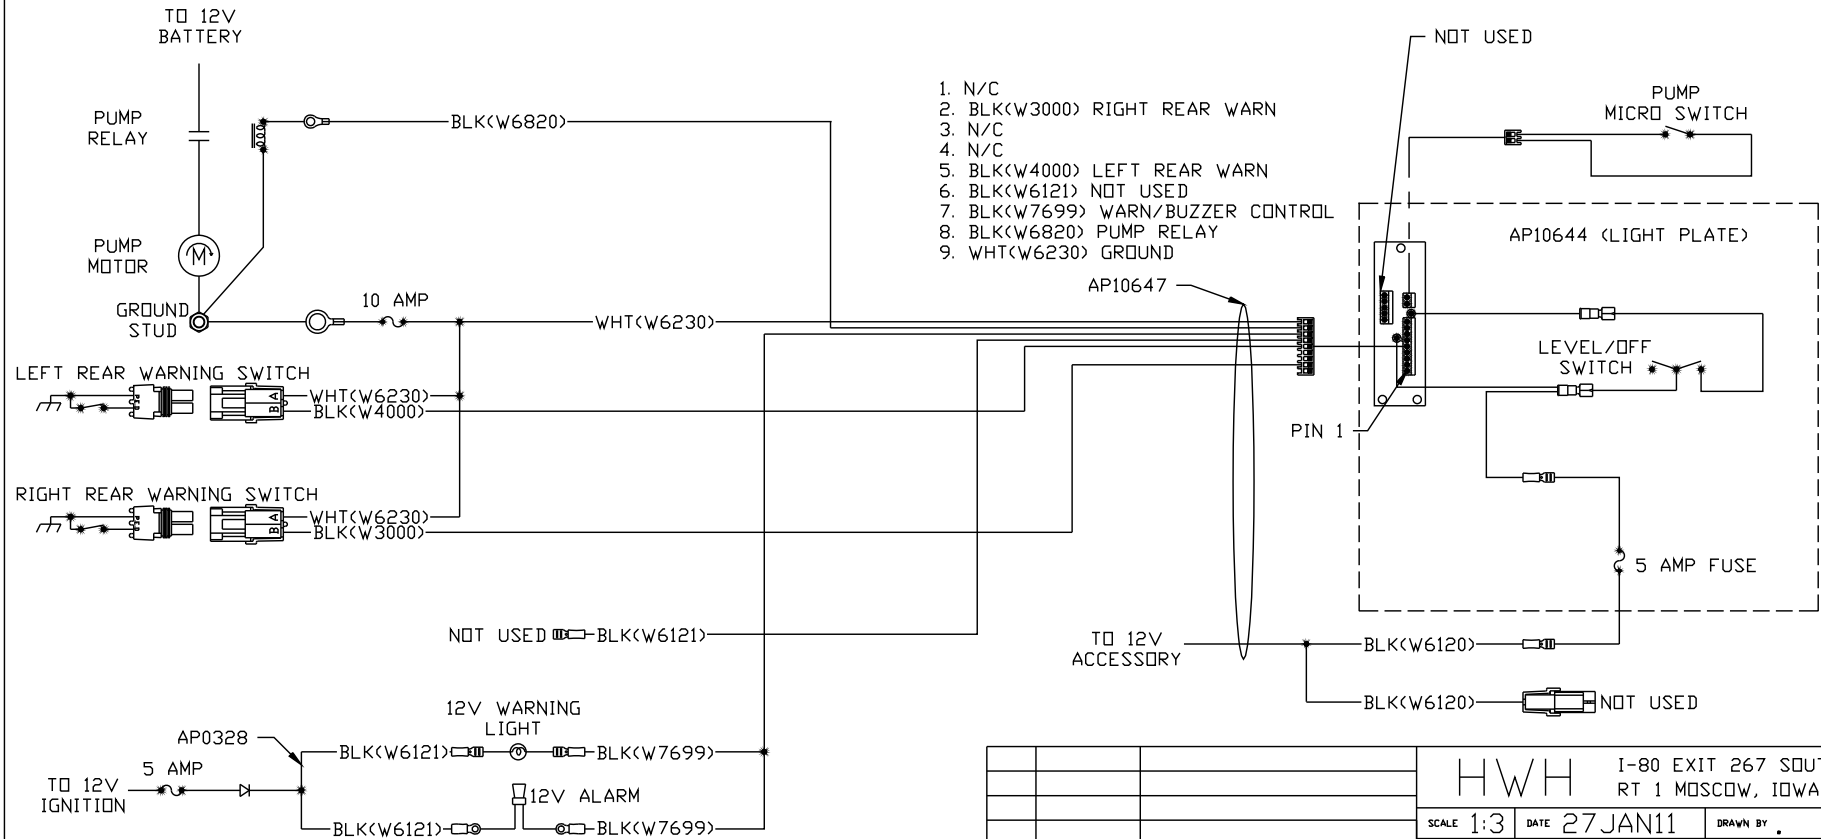 TO 12V
BATTERY
PUMP
RELAY
BLK(W6820)
PUMP
MOTOR
GROUND
STUD
10 AMP
WHT(W6230)
LEFT REAR WARNING SWITCH
WHT(W6230)
BLK(W4000)
A
B
RIGHT REAR WARNING SWITCH
WHT(W6230)
BLK(W3000)
A
B
M
1. N/C
2. BLK(W3000) RIGHT REAR WARN
3. N/C
4. N/C
5. BLK(W4000) LEFT REAR WARN
6. BLK(W6121) NOT USED
7. BLK(W7699) WARN/BUZZER CONTROL
8. BLK(W6820) PUMP RELAY
9. WHT(W6230) GROUND
AP10647
NOT USED
PUMP
MICRO SWITCH
AP10644 (LIGHT PLATE)
LEVEL/OFF
SWITCH
PIN 1
5 AMP FUSE
NOT USED
BLK(W6121)
TO 12V
ACCESSORY
BLK(W6120)
BLK(W6120)
NOT USED
12V WARNING
LIGHT
AP0328
BLK(W6121)
BLK(W7699)
5 AMP
TO 12V
IGNITION
12V ALARM
BLK(W6121)
BLK(W7699)
HWH
I-80 EXIT 267 SOUT
RT 1 MOSCOW, IOWA
SCALE 1:3
DATE 27JAN11
DRAWN BY .